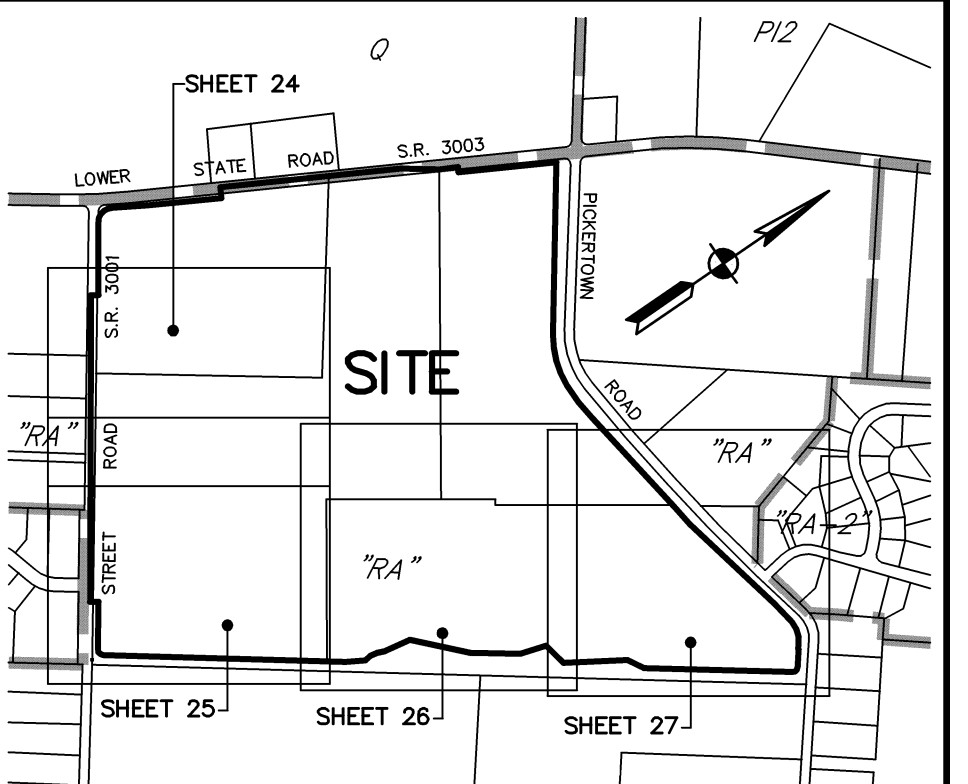 Q
PI2
SHEET 24
LOWER STATE ROAD S.R. 3003
PICKERTOWN ROAD
S.R. 3001
SITE
"RA"
STREET ROAD
"RA"
"RA-2"
"RA"
SHEET 25
SHEET 26
SHEET 27